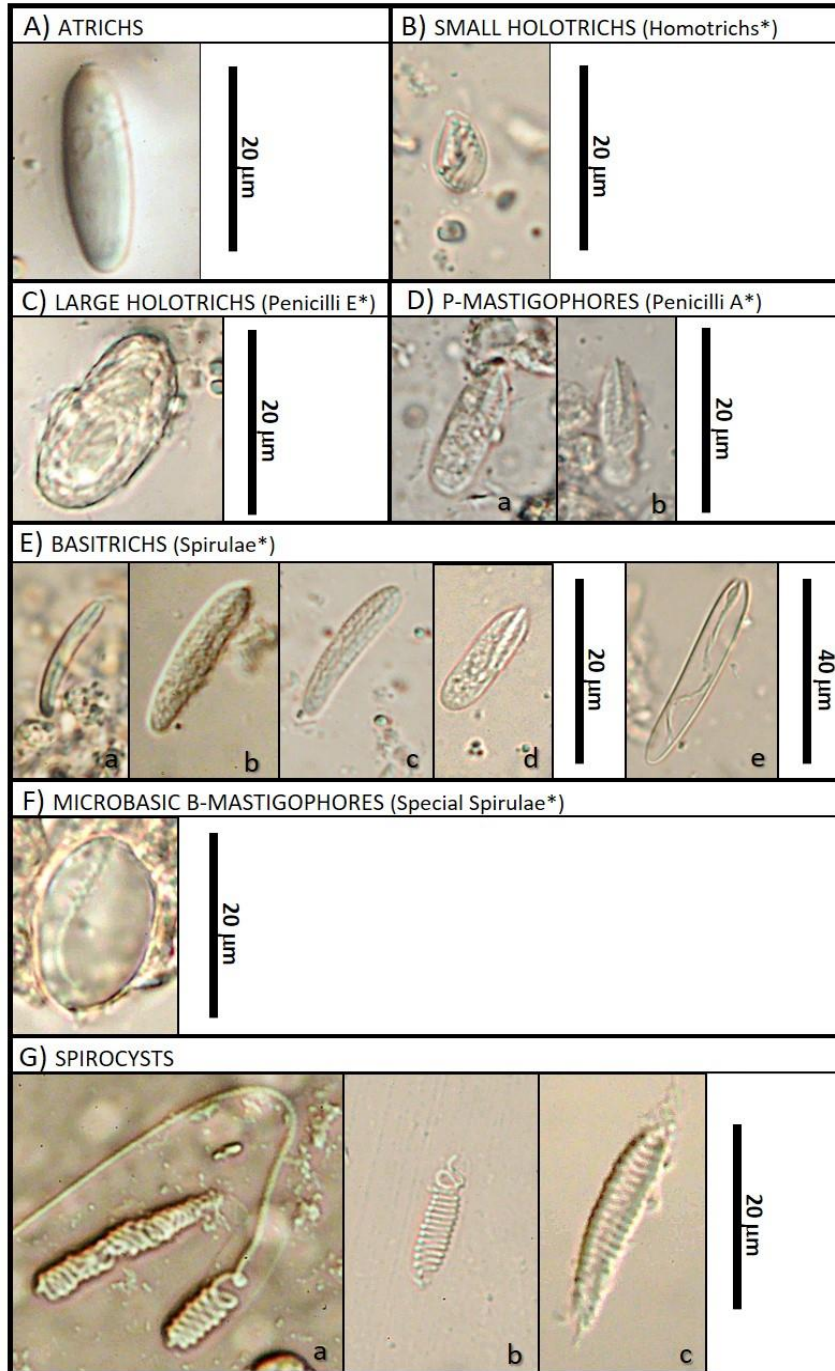 A) ATRICHS
B) SMALL HOLOTRICHS (Homotrichs*)
20 µm
20 µm
C) LARGE HOLOTRICHS (Penicilli E*)
D) P-MASTIGOPHORES (Penicilli A*)
20 µm
a
b
20 µm
E) BASITRICHS (Spirulae*)
a
b
c
d
20 µm
e
40 µm
F) MICROBASIC B-MASTIGOPHORES (Special Spirulae*)
20 µm
G) SPIROCYSTS
a
b
c
20 µm